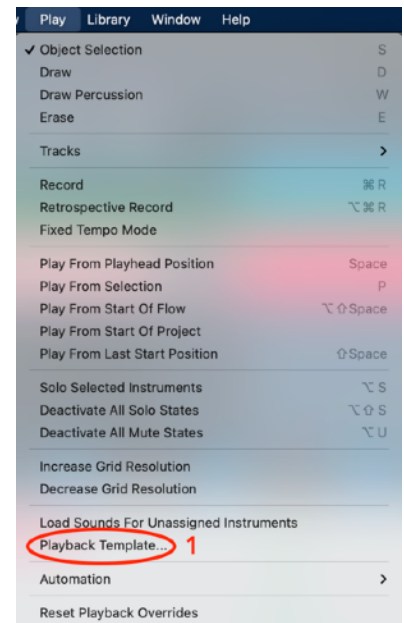 Play Library Window Help
✓ Object Selection S
Draw D
Draw Percussion W
Erase E
Tracks >
Record ⌘ R
Retrospective Record ⌥ ⌘ R
Fixed Tempo Mode
Play From Playhead Position Space
Play From Selection P
Play From Start Of Flow ⌥ ⇧ Space
Play From Start Of Project
Play From Last Start Position ⇧ Space
Solo Selected Instruments ⌥ S
Deactivate All Solo States ⌥ ⇧ S
Deactivate All Mute States ⌥ U
Increase Grid Resolution
Decrease Grid Resolution
Load Sounds For Unassigned Instruments
Playback Template... 1
Automation >
Reset Playback Overrides